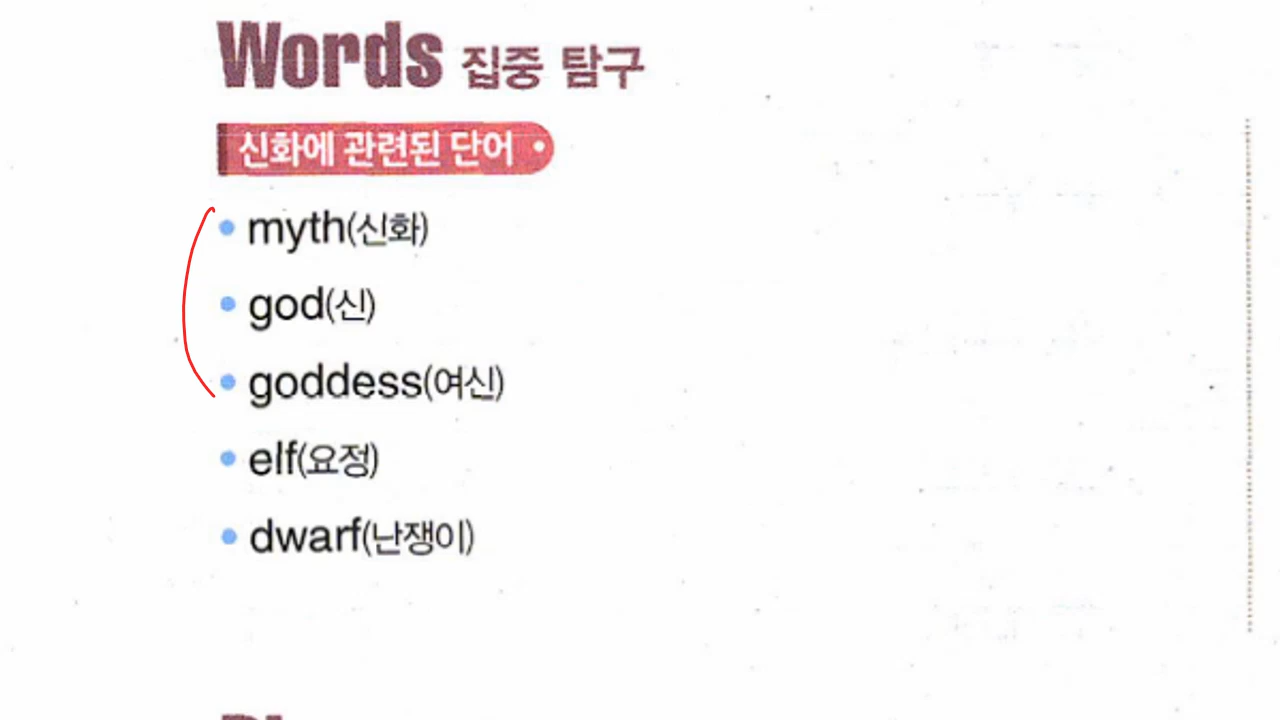 Words 집중 탐구
신화에 관련된 단어
• myth(신화)
• god(신)
• goddess(여신)
• elf(요정)
• dwarf(난쟁이)